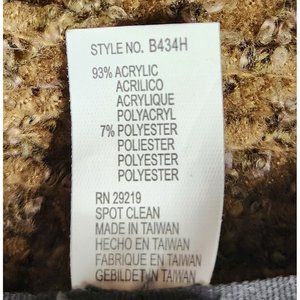 STYLE NO. B434H
93% ACRYLIC
ACRILICO
ACRYLIQUE
POLYACRYL
7% POLYESTER
POLIESTER
POLYESTER
POLYESTER
RN 29219
SPOT CLEAN
MADE IN TAIWAN
HECHO EN TAIWAN
FABRIQUE EN TAIWAN
GEBILDET IN TAIWAN